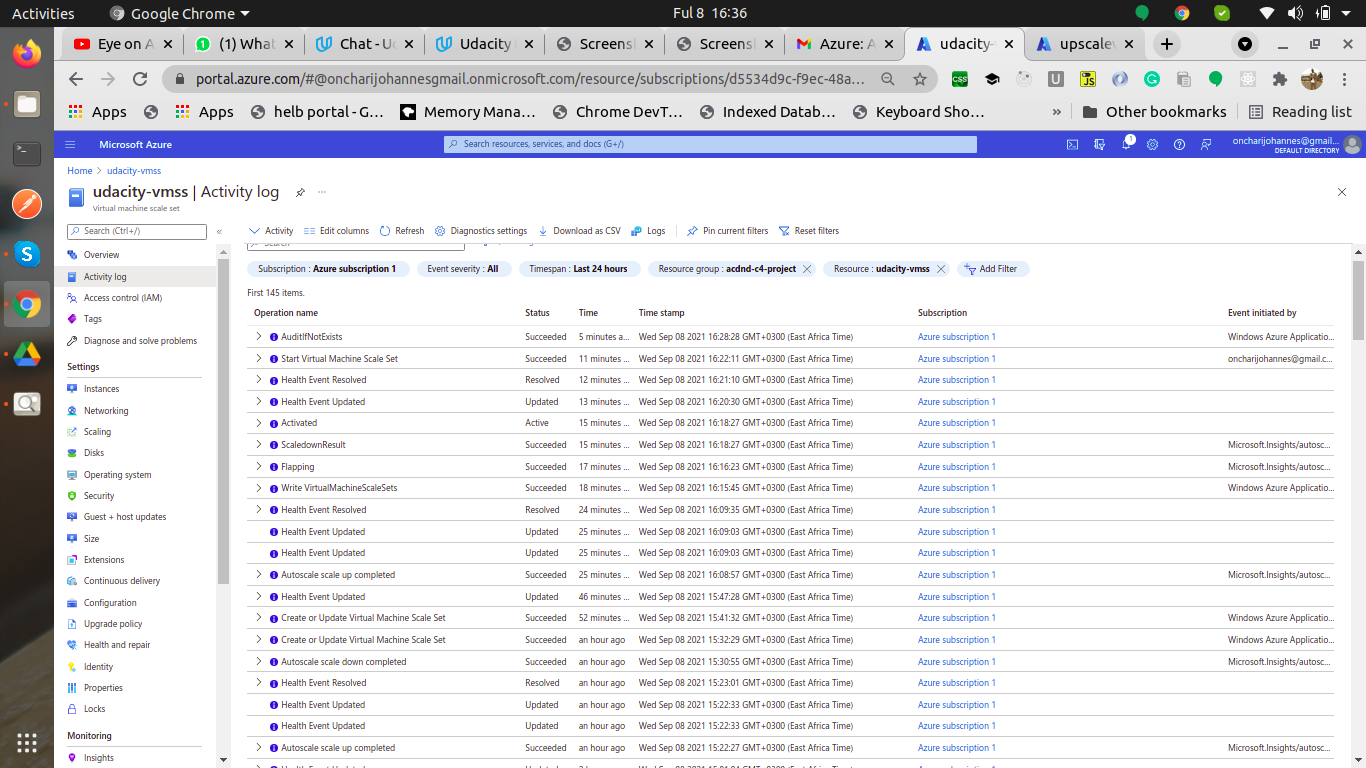 Activities Google Chrome Ful 8 16:36
Eye on A (1) What Chat - U Udacity Screensh Screensh Azure: A udacity- upscale
portal.azure.com/#@oncharijohannesgmail.onmicrosoft.com/resource/subscriptions/d5534d9c-f9ec-48a...
Apps Apps helb portal - G... Memory Mana... Chrome DevT... Indexed Datab... Keyboard Sho... » Other bookmarks Reading list
Microsoft Azure Search resources, services, and docs (G+/) 1 oncharijohannes@gmail...
DEFAULT DIRECTORY
Home > udacity-vmss
udacity-vmss | Activity log ...
Virtual machine scale set
Search (Ctrl+/) «
Activity Edit columns Refresh Diagnostics settings Download as CSV Logs Pin current filters Reset filters
Overview
Activity log
Access control (IAM)
Tags
Diagnose and solve problems
Settings
Instances
Networking
Scaling
Disks
Operating system
Security
Guest + host updates
Size
Extensions
Continuous delivery
Configuration
Upgrade policy
Health and repair
Identity
Properties
Locks
Monitoring
Insights
Subscription : Azure subscription 1 Event severity : All Timespan : Last 24 hours Resource group : acdnd-c4-project Resource : udacity-vmss Add Filter
First 145 items.
Operation name Status Time Time stamp Subscription Event initiated by
AuditIfNotExists Succeeded 5 minutes a... Wed Sep 08 2021 16:28:28 GMT+0300 (East Africa Time) Azure subscription 1 Windows Azure Applicatio...
Start Virtual Machine Scale Set Succeeded 11 minutes ... Wed Sep 08 2021 16:22:11 GMT+0300 (East Africa Time) Azure subscription 1 oncharijohannes@gmail.c...
Health Event Resolved Resolved 12 minutes ... Wed Sep 08 2021 16:21:10 GMT+0300 (East Africa Time) Azure subscription 1
Health Event Updated Updated 13 minutes ... Wed Sep 08 2021 16:20:30 GMT+0300 (East Africa Time) Azure subscription 1
Activated Active 15 minutes ... Wed Sep 08 2021 16:18:27 GMT+0300 (East Africa Time) Azure subscription 1
ScaledownResult Succeeded 15 minutes ... Wed Sep 08 2021 16:18:27 GMT+0300 (East Africa Time) Azure subscription 1 Microsoft.Insights/autosc...
Flapping Succeeded 17 minutes ... Wed Sep 08 2021 16:16:23 GMT+0300 (East Africa Time) Azure subscription 1 Microsoft.Insights/autosc...
Write VirtualMachineScaleSets Succeeded 18 minutes ... Wed Sep 08 2021 16:15:45 GMT+0300 (East Africa Time) Azure subscription 1 Windows Azure Applicatio...
Health Event Resolved Resolved 24 minutes ... Wed Sep 08 2021 16:09:35 GMT+0300 (East Africa Time) Azure subscription 1
Health Event Updated Updated 25 minutes ... Wed Sep 08 2021 16:09:03 GMT+0300 (East Africa Time) Azure subscription 1
Health Event Updated Updated 25 minutes ... Wed Sep 08 2021 16:09:03 GMT+0300 (East Africa Time) Azure subscription 1
Autoscale scale up completed Succeeded 25 minutes ... Wed Sep 08 2021 16:08:57 GMT+0300 (East Africa Time) Azure subscription 1 Microsoft.Insights/autosc...
Health Event Updated Updated 46 minutes ... Wed Sep 08 2021 15:47:28 GMT+0300 (East Africa Time) Azure subscription 1
Create or Update Virtual Machine Scale Set Succeeded 52 minutes ... Wed Sep 08 2021 15:41:32 GMT+0300 (East Africa Time) Azure subscription 1 Windows Azure Applicatio...
Create or Update Virtual Machine Scale Set Succeeded an hour ago Wed Sep 08 2021 15:32:29 GMT+0300 (East Africa Time) Azure subscription 1 Windows Azure Applicatio...
Autoscale scale down completed Succeeded an hour ago Wed Sep 08 2021 15:30:55 GMT+0300 (East Africa Time) Azure subscription 1 Microsoft.Insights/autosc...
Health Event Resolved Resolved an hour ago Wed Sep 08 2021 15:23:01 GMT+0300 (East Africa Time) Azure subscription 1
Health Event Updated Updated an hour ago Wed Sep 08 2021 15:22:33 GMT+0300 (East Africa Time) Azure subscription 1
Health Event Updated Updated an hour ago Wed Sep 08 2021 15:22:33 GMT+0300 (East Africa Time) Azure subscription 1
Autoscale scale up completed Succeeded an hour ago Wed Sep 08 2021 15:22:27 GMT+0300 (East Africa Time) Azure subscription 1 Microsoft.Insights/autosc...